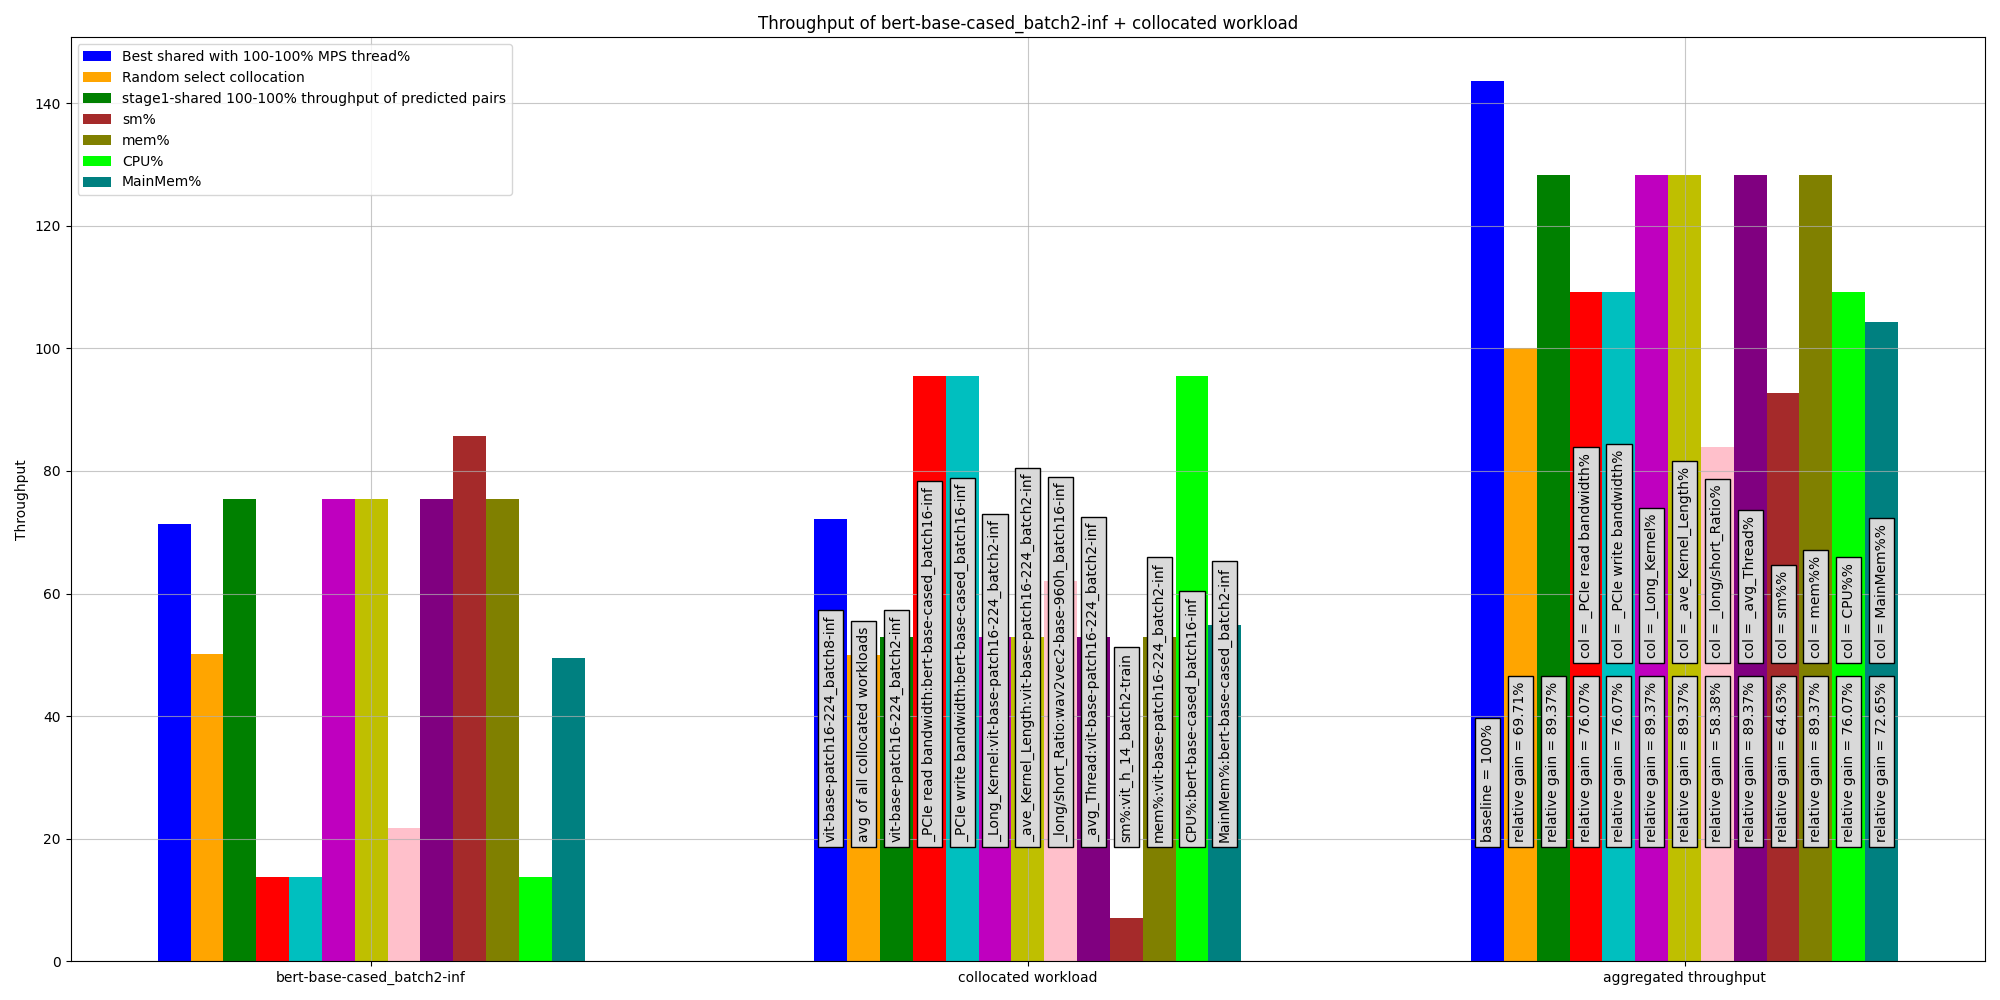 Throughput of bert-base-cased_batch2-inf + collocated workload
Best shared with 100-100% MPS thread%
Random select collocation
stage1-shared 100-100% throughput of predicted pairs
sm%
mem%
CPU%
MainMem%
Throughput
140
120
100
80
60
40
20
0
vit-base-patch16-224_batch8-inf
avg of all collocated workloads
vit-base-patch16-224_batch2-inf
_PCIe read bandwidth:bert-base-cased_batch16-inf
_PCIe write bandwidth:bert-base-cased_batch16-inf
_Long_Kernel:vit-base-patch16-224_batch2-inf
_ave_Kernel_Length:vit-base-patch16-224_batch2-inf
_long/short_Ratio:wav2vec2-base-960h_batch16-inf
_avg_Thread:vit-base-patch16-224_batch2-inf
sm%:vit_h_14_batch2-train
mem%:vit-base-patch16-224_batch2-inf
CPU%:bert-base-cased_batch16-inf
MainMem%:bert-base-cased_batch2-inf
col = _PCIe read bandwidth%
col = _PCIe write bandwidth%
col = _Long_Kernel%
col = _ave_Kernel_Length%
col = _long/short_Ratio%
col = _avg_Thread%
col = sm%%
col = mem%%
col = CPU%%
col = MainMem%%
baseline = 100%
relative gain = 69.71%
relative gain = 89.37%
relative gain = 76.07%
relative gain = 76.07%
relative gain = 89.37%
relative gain = 89.37%
relative gain = 58.38%
relative gain = 89.37%
relative gain = 64.63%
relative gain = 89.37%
relative gain = 76.07%
relative gain = 72.65%
bert-base-cased_batch2-inf
collocated workload
aggregated throughput